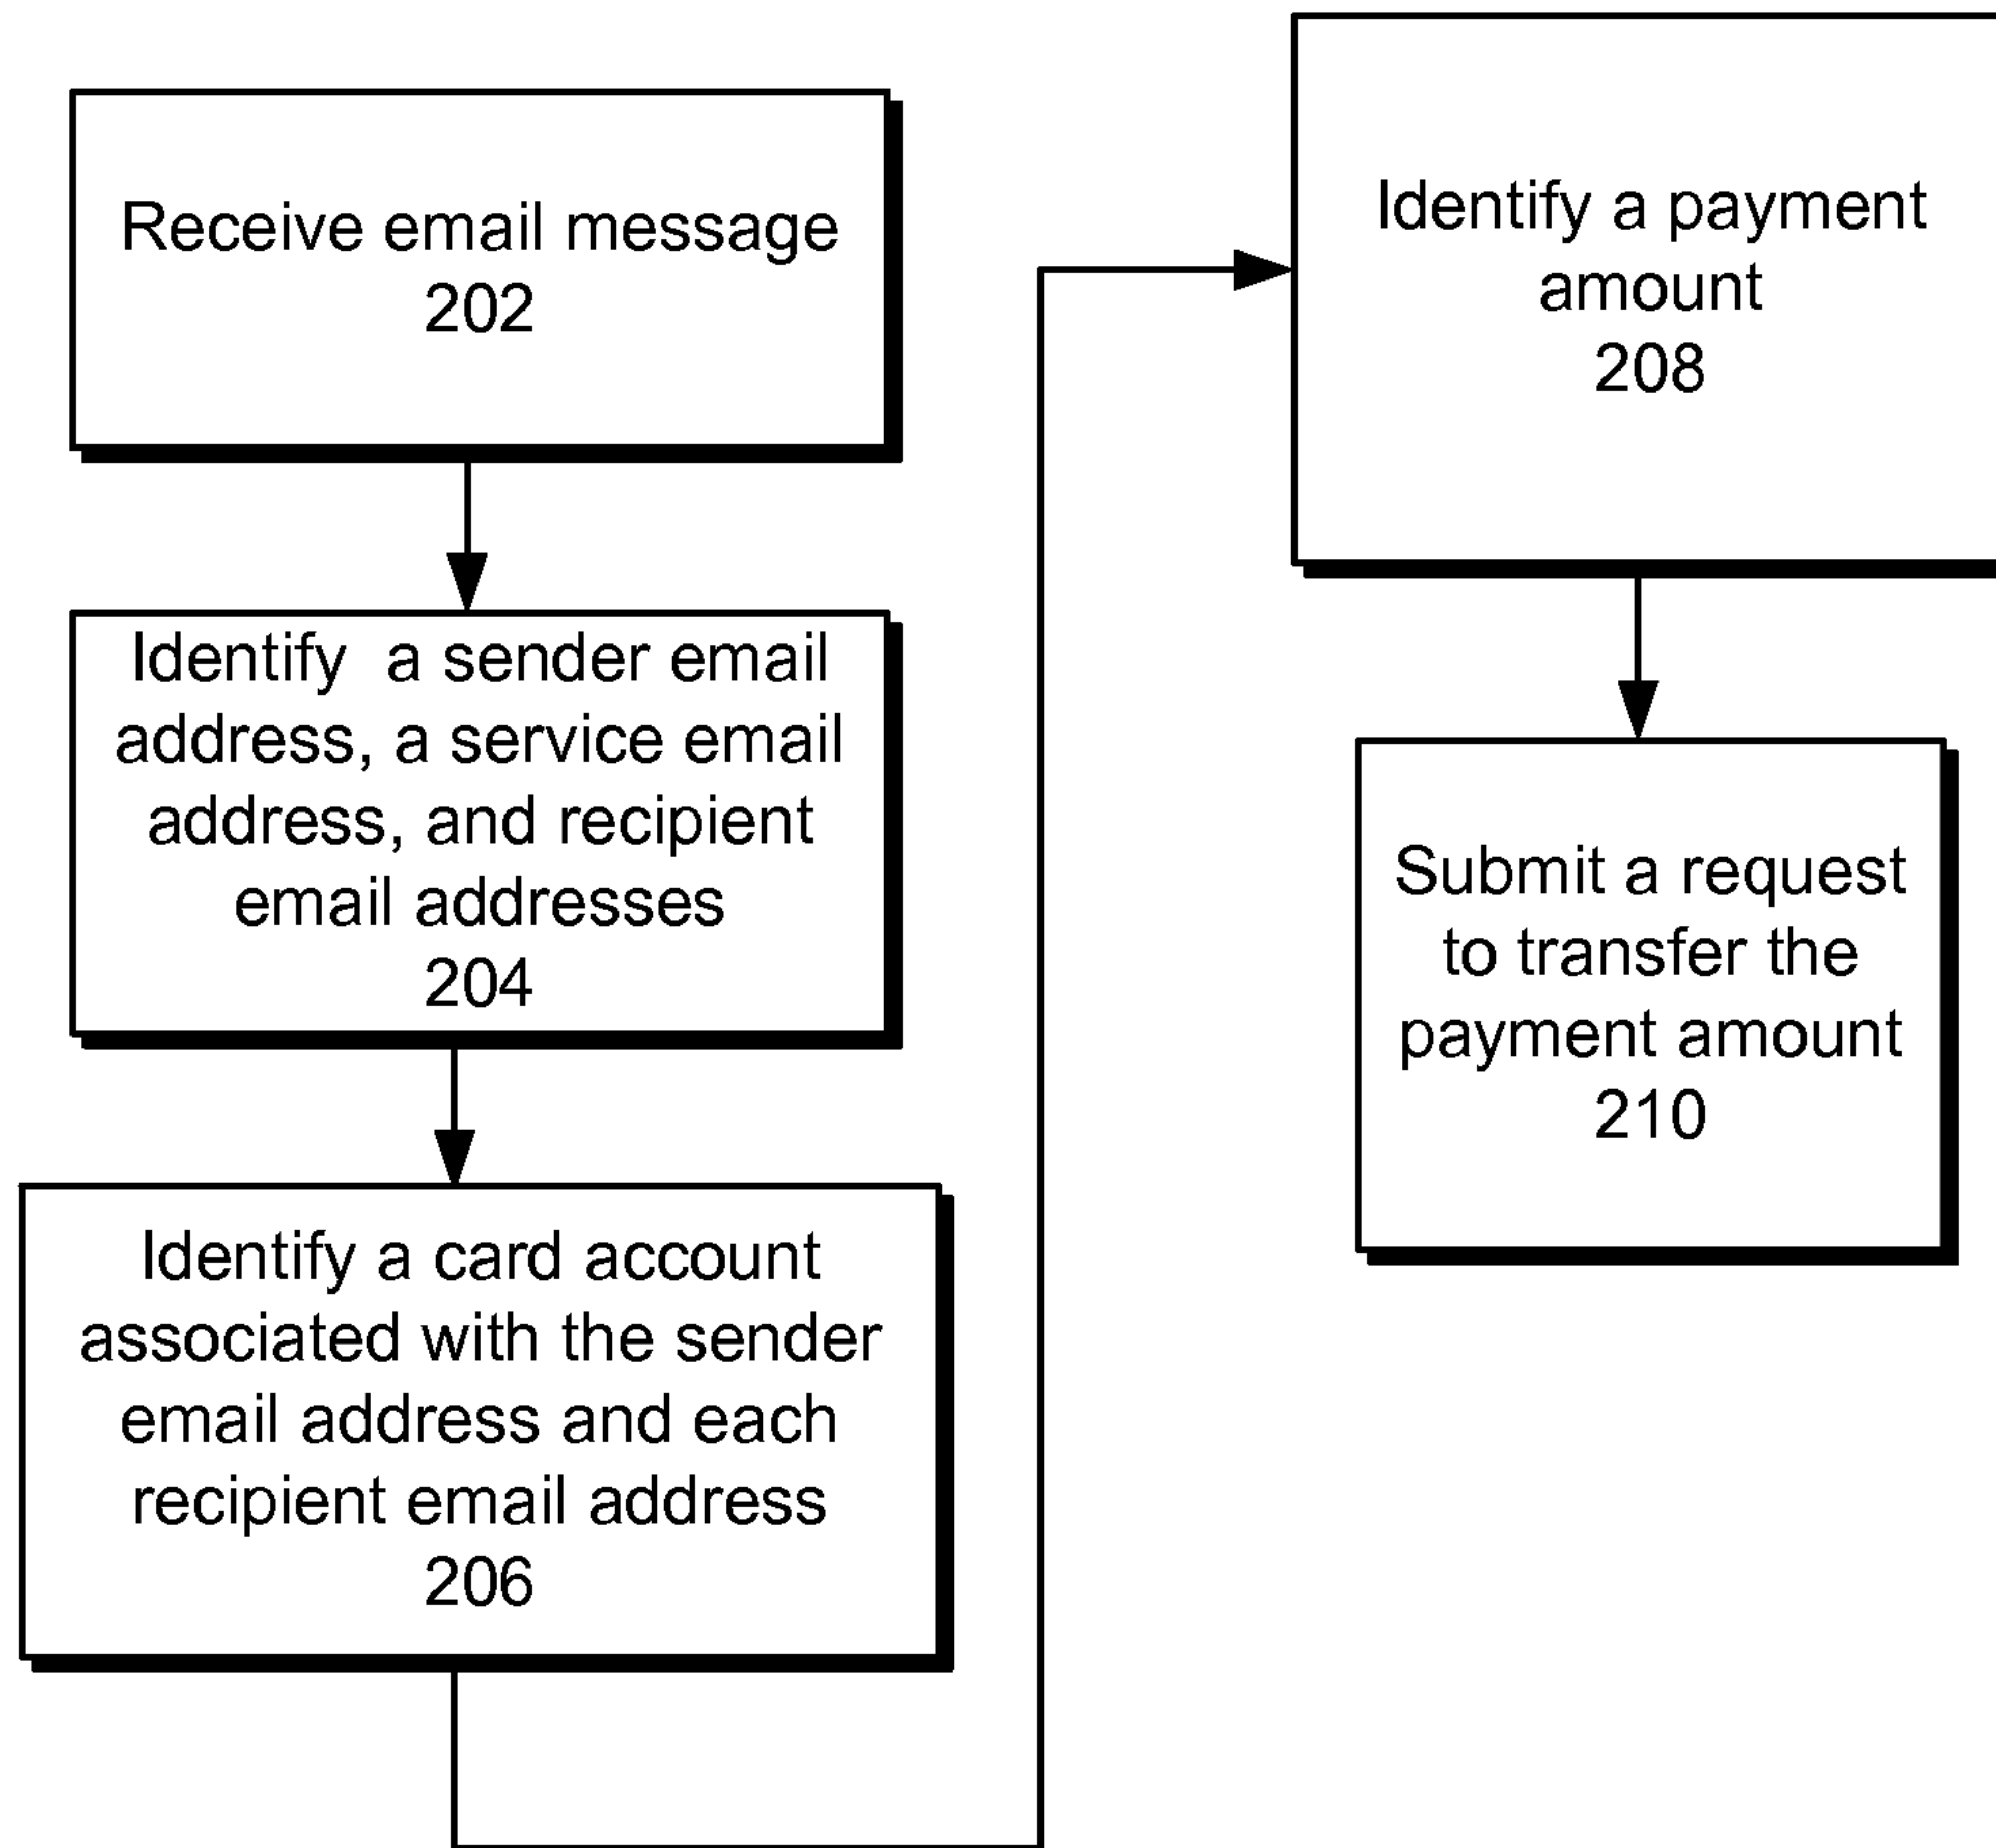 Receive email message
202
Identify a sender email
address, a service email
address, and recipient
email addresses
204
Identify a card account
associated with the sender
email address and each
recipient email address
206
Identify a payment
amount
208
Submit a request
to transfer the
payment amount
210